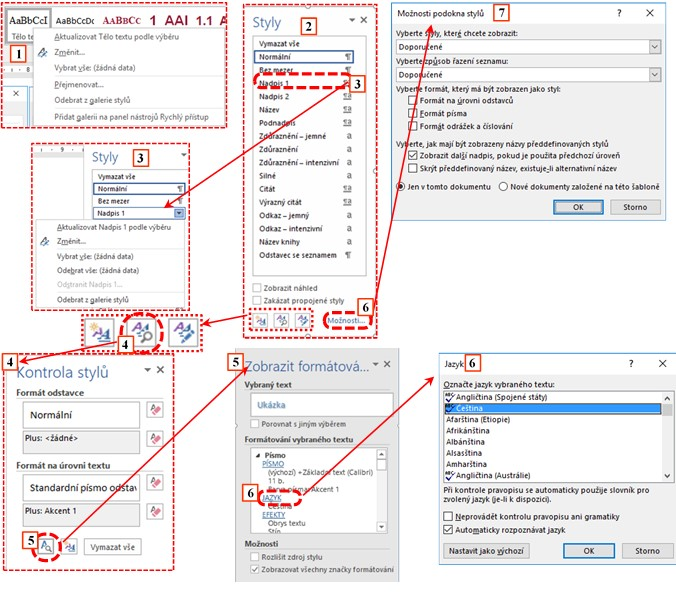 AaBbCcI AaBbCcDc AABBCC 1 AAI 1.1 A
Tělo te
1
Aktualizovat Tělo textu podle výběru
Změnit...
Vybrat vše: (žádná data)
Přejmenovat...
Odebrat z galerie stylů
Přidat galerii na panel nástrojů Rychlý přístup
Styly
2
Vymazat vše
Normální
Bez mezer
Nadpis 1
3
Nadpis 2
Název
Podnadpis
Zdůraznění – jemné
Zdůraznění
Zdůraznění – intenzivní
Silné
Citát
Výrazný citát
Odkaz – jemný
Odkaz – intenzivní
Název knihy
Odstavec se seznamem
Zobrazit náhled
Zakázat propojené styly
6
Možnosti...
Možnosti podokna stylů
7
Vyberte styly, které chcete zobrazit:
Doporučené
Vyberte způsob řazení seznamu:
Doporučené
Vyberte formát, který má být zobrazen jako styl:
Formát na úrovni odstavců
Formát písma
Formát odrážek a číslování
Vyberte, jak mají být zobrazeny názvy předdefinovaných stylů
Zobrazit další nadpis, pokud je použita předchozí úroveň
Skrýt předdefinovaný název, existuje-li alternativní název
Jen v tomto dokumentu Nové dokumenty založené na této šabloně
OK Storno
9
Styly
3
Vymazat vše
Normální
Bez mezer
Nadpis 1
Aktualizovat Nadpis 1 podle výběru
Změnit...
Vybrat vše: (žádná data)
Odebrat vše: (žádná data)
Odstranit Nadpis 1...
Odebrat z galerie stylů
4
4
Kontrola stylů
Formát odstavce
Normální
Plus: <žádné>
Formát na úrovni textu
Standardní písmo odstav
Plus: Akcent 1
5
Vymazat vše
5
Zobrazit formátová...
Vybraný text
Ukázka
Porovnat s jiným výběrem
Formátování vybraného textu
Písmo
PÍSMO
(výchozí) +Základní text (Calibri)
11 b.
Barva písma: Akcent 1
6
JAZYK
Čeština
EFEKTY
Obrys textu
Stín
Možnosti
Rozlišit zdroj stylu
Zobrazovat všechny značky formátování
Jazyk
6
Označte jazyk vybraného textu:
Angličtina (Spojené státy)
Čeština
Afarština (Etiopie)
Afrikánština
Albánština
Alsasština
Amharština
Angličtina (Austrálie)
Při kontrole pravopisu se automaticky použije slovník pro
zvolený jazyk (je-li k dispozici).
Neprovádět kontrolu pravopisu ani gramatiky
Automaticky rozpoznávat jazyk
Nastavit jako výchozí OK Storno